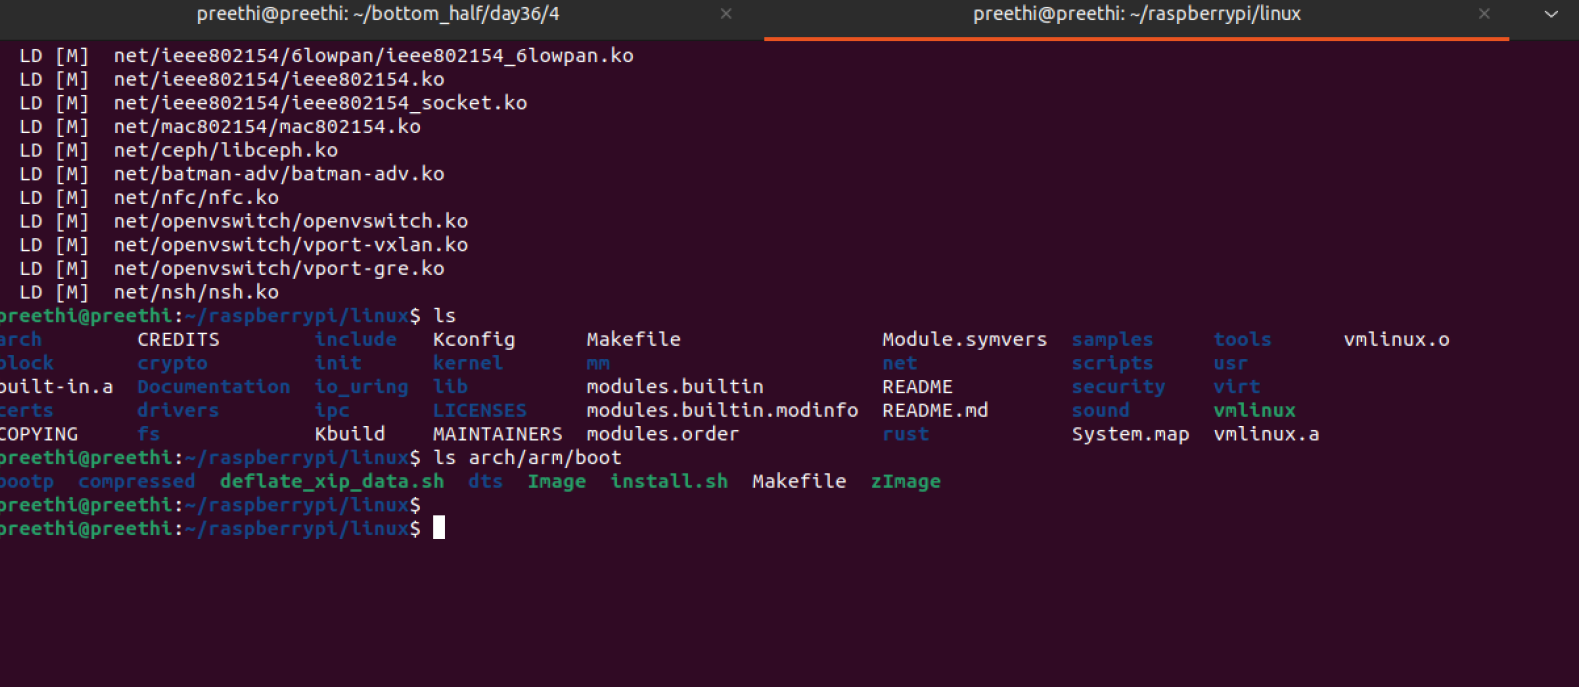 preethi@preethi: ~/bottom_half/day36/4 × preethi@preethi: ~/raspberrypi/linux ×
LD [M] net/ieee802154/6lowpan/ieee802154_6lowpan.ko
LD [M] net/ieee802154/ieee802154.ko
LD [M] net/ieee802154/ieee802154_socket.ko
LD [M] net/mac802154/mac802154.ko
LD [M] net/ceph/libceph.ko
LD [M] net/batman-adv/batman-adv.ko
LD [M] net/nfc/nfc.ko
LD [M] net/openvswitch/openvswitch.ko
LD [M] net/openvswitch/vport-vxlan.ko
LD [M] net/openvswitch/vport-gre.ko
LD [M] net/nsh/nsh.ko
preethi@preethi:~/raspberrypi/linux$ ls
arch CREDITS include Kconfig Makefile Module.symvers samples tools vmlinux.o
block crypto init kernel mm net scripts usr
built-in.a Documentation io_uring lib modules.builtin README security virt
certs drivers ipc LICENSES modules.builtin.modinfo README.md sound vmlinux
COPYING fs Kbuild MAINTAINERS modules.order rust System.map vmlinux.a
preethi@preethi:~/raspberrypi/linux$ ls arch/arm/boot
bootp compressed deflate_xip_data.sh dts Image install.sh Makefile zImage
preethi@preethi:~/raspberrypi/linux$
preethi@preethi:~/raspberrypi/linux$